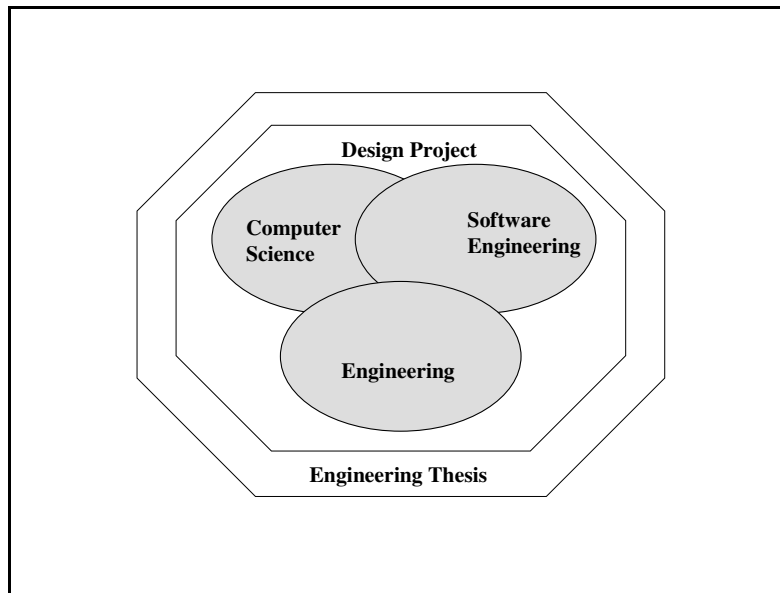 Design Project
Computer
Science
Software
Engineering
Engineering
Engineering Thesis